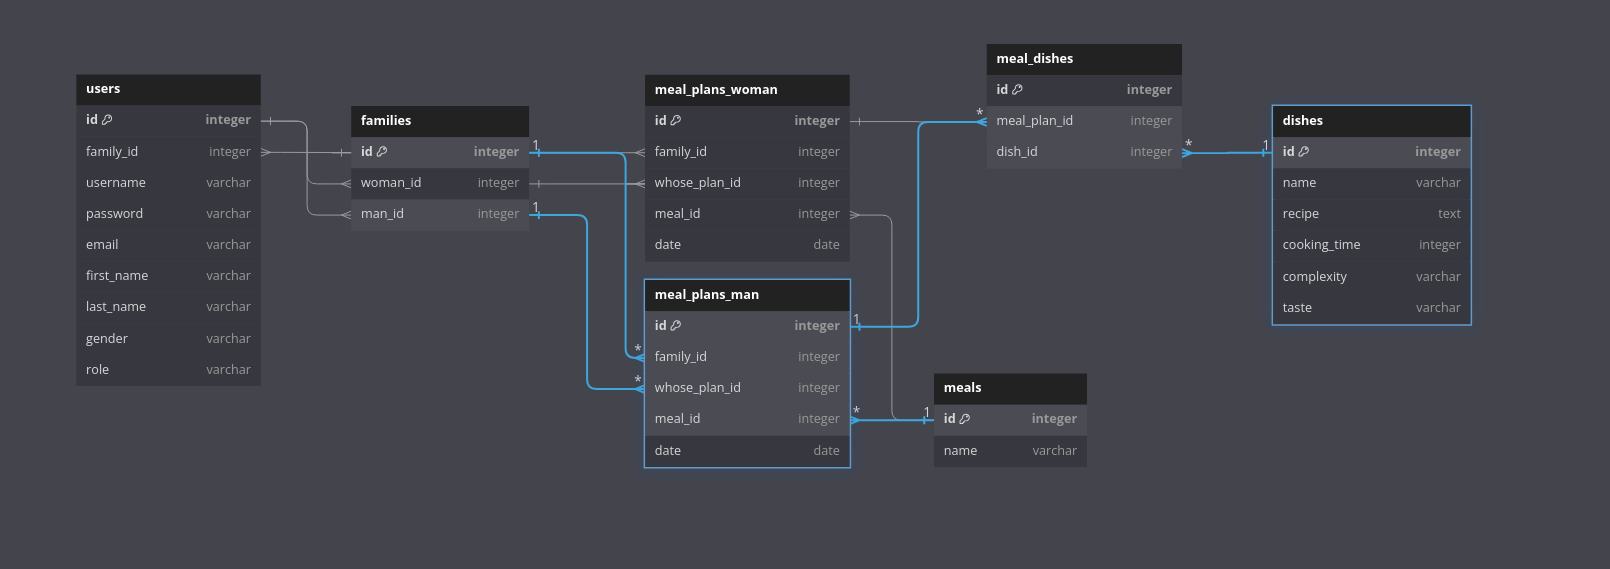 users
id integer
family_id integer
username varchar
password varchar
email varchar
first_name varchar
last_name varchar
gender varchar
role varchar
families
id integer
woman_id integer
man_id integer
1
1
meal_plans_woman
id integer
family_id integer
whose_plan_id integer
meal_id integer
date date
meal_plans_man
id integer
1
* family_id integer
* whose_plan_id integer
meal_id integer
*
date date
meal_dishes
id integer
* meal_plan_id integer
dish_id integer
*
1
dishes
id integer
name varchar
recipe text
cooking_time integer
complexity varchar
taste varchar
meals
1
id integer
name varchar